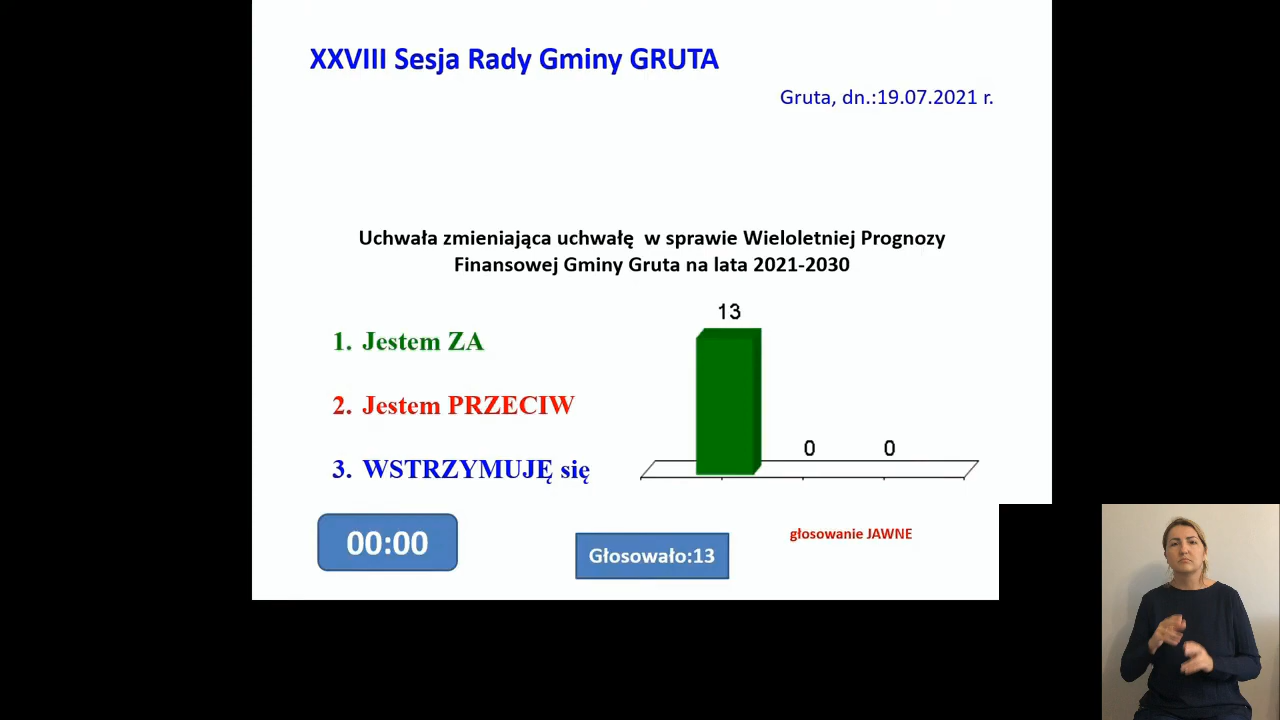 XXVIII Sesja Rady Gminy GRUTA
Gruta, dn.:19.07.2021 r.
Uchwała zmieniająca uchwałę w sprawie Wieloletniej Prognozy
Finansowej Gminy Gruta na lata 2021-2030
13
1. Jestem ZA
2. Jestem PRZECIW
0 0
3. WSTRZYMUJĘ się
głosowanie JAWNE
00:00
Głosowało:13